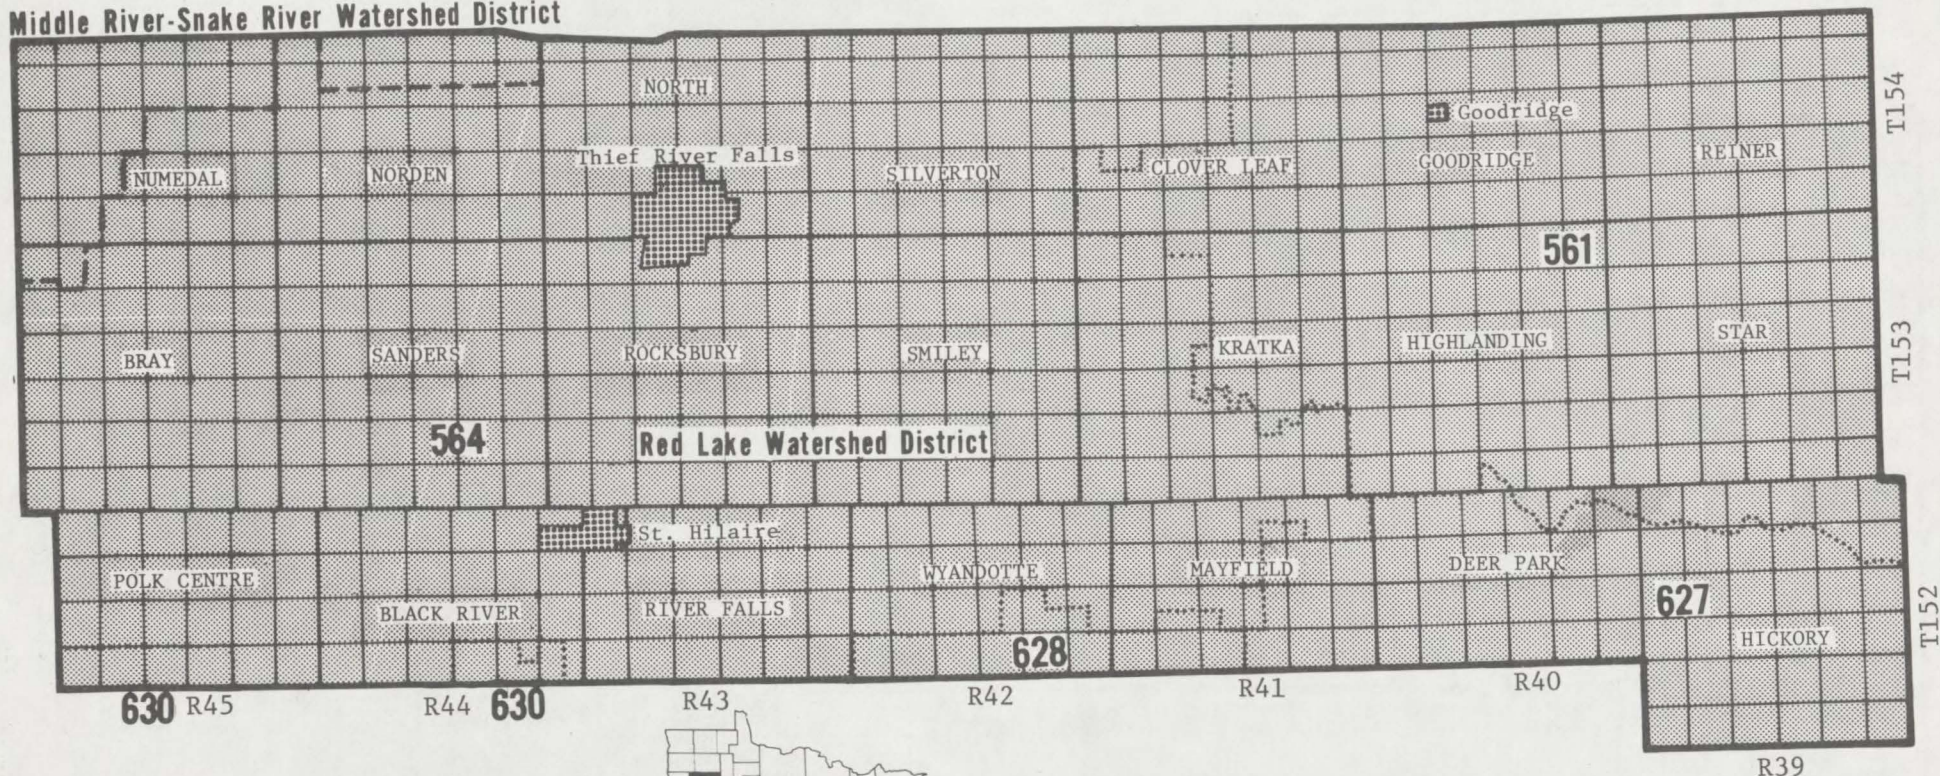 Middle River-Snake River Watershed District
NORTH
T154
Goodridge
Thief River Falls
NUMEDAL
NORDEN
SILVERTON
CLOVER LEAF
GOODRIDGE
REINER
561
BRAY
SANDERS
ROCKSBURY
SMILEY
KRATKA
HIGHLANDING
STAR
T153
564
Red Lake Watershed District
St. Hilaire
POLK CENTRE
BLACK RIVER
RIVER FALLS
WYANDOTTE
MAYFIELD
DEER PARK
627
HICKORY
T152
628
630 R45
R44 630
R43
R42
R41
R40
R39